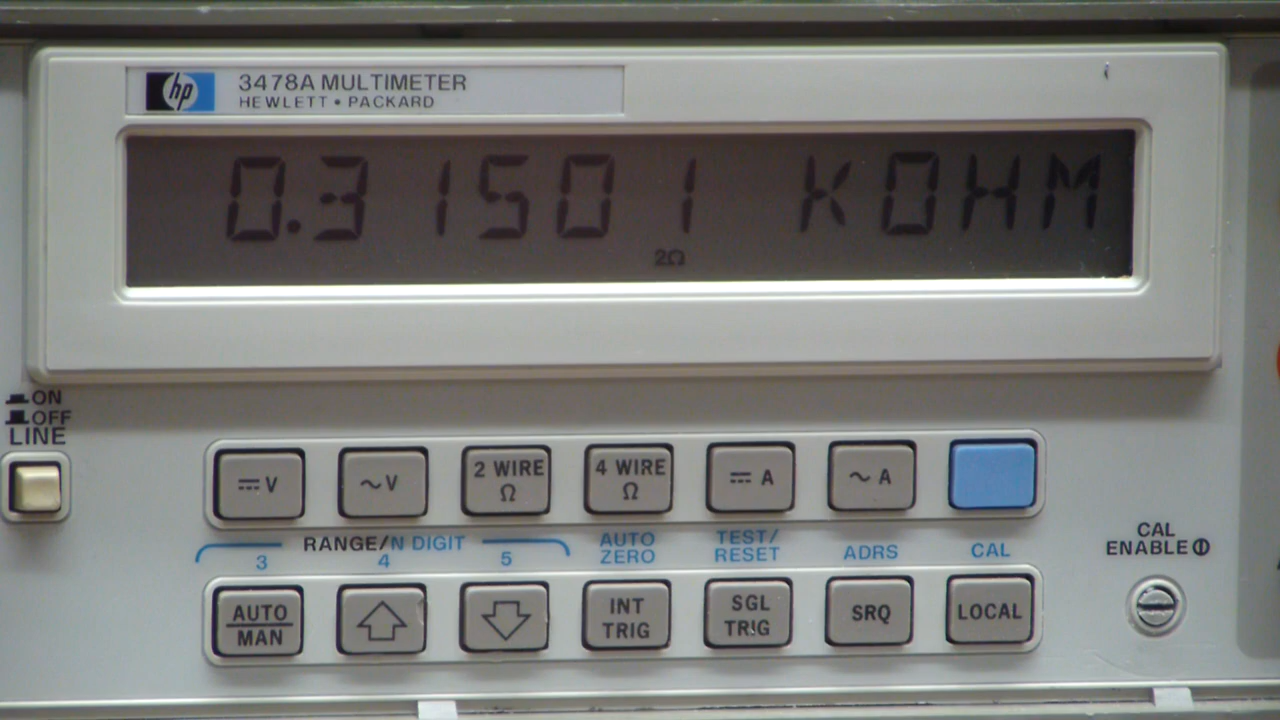 hp 3478A MULTIMETER
HEWLETT • PACKARD
0.31501 KOHM
2Ω
ON
OFF
LINE
⎓ V
~ V
2 WIRE
Ω
4 WIRE
Ω
⎓ A
~ A
RANGE/N DIGIT
3
4
5
AUTO
ZERO
TEST/
RESET
ADRS
CAL
CAL
ENABLE
AUTO
MAN
INT
TRIG
SGL
TRIG
SRQ
LOCAL